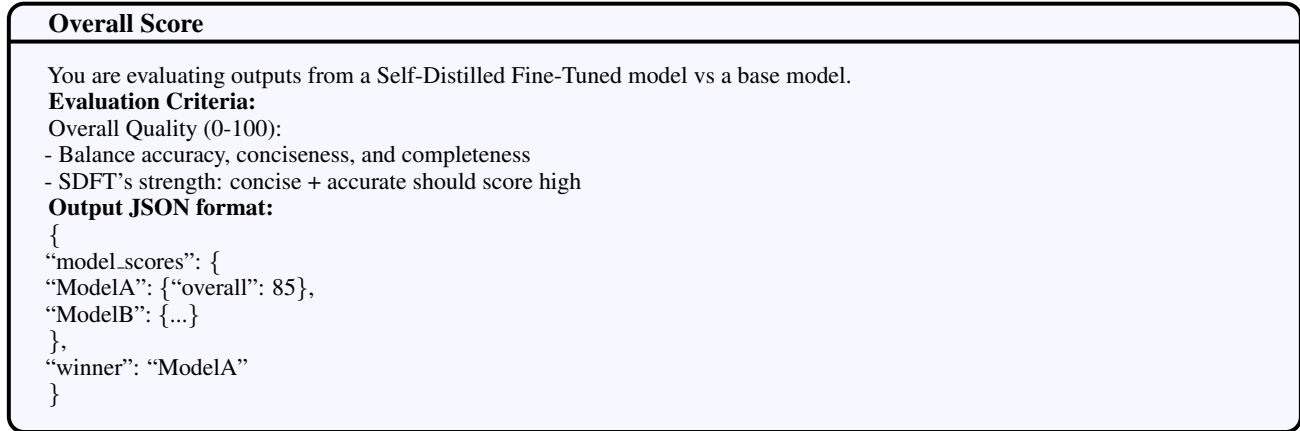 Overall Score
You are evaluating outputs from a Self-Distilled Fine-Tuned model vs a base model.
Evaluation Criteria:
Overall Quality (0-100):
- Balance accuracy, conciseness, and completeness
- SDFT's strength: concise + accurate should score high
Output JSON format:
{
“model_scores”: {
“ModelA”: {“overall”: 85},
“ModelB”: {...}
},
“winner”: “ModelA”
}